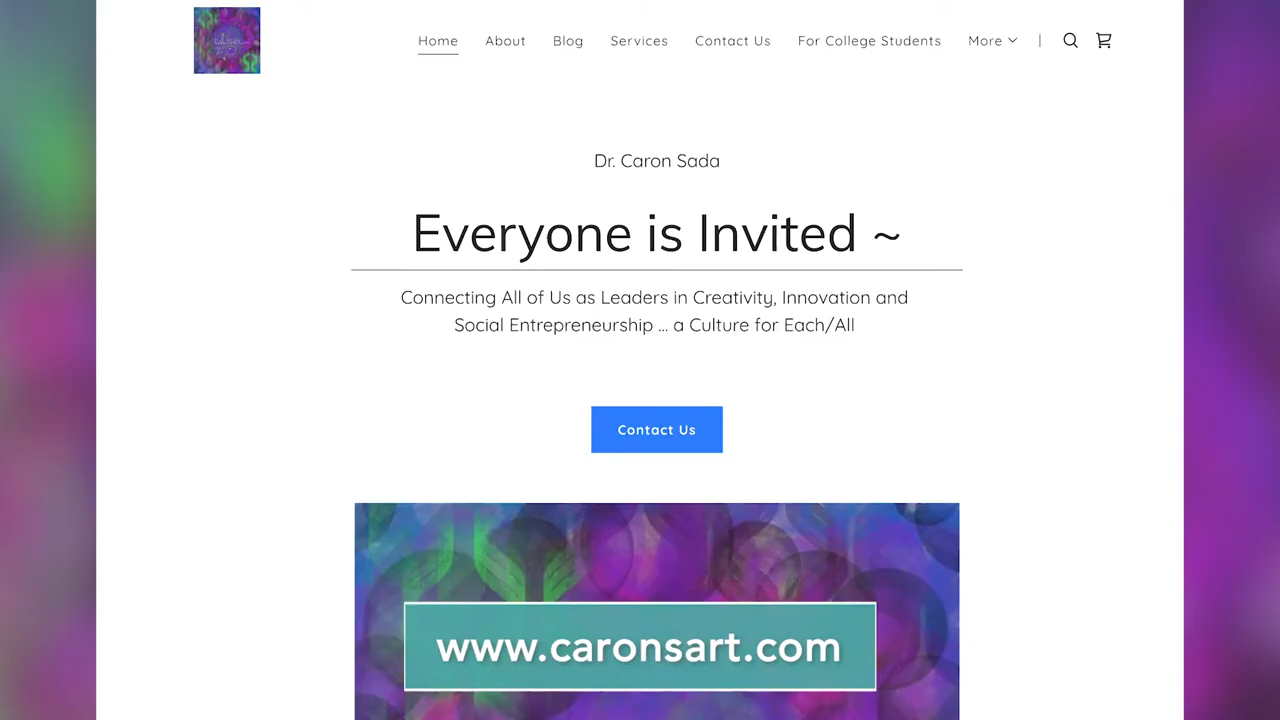 Home About Blog Services Contact Us For College Students More |
Dr. Caron Sada
Everyone is Invited ~
Connecting All of Us as Leaders in Creativity, Innovation and
Social Entrepreneurship ... a Culture for Each/All
Contact Us
www.caronsart.com